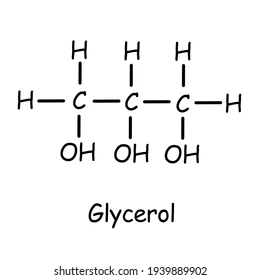 H H H
H C C C H
OH OH OH
Glycerol
shutterstock.com · 1939889902